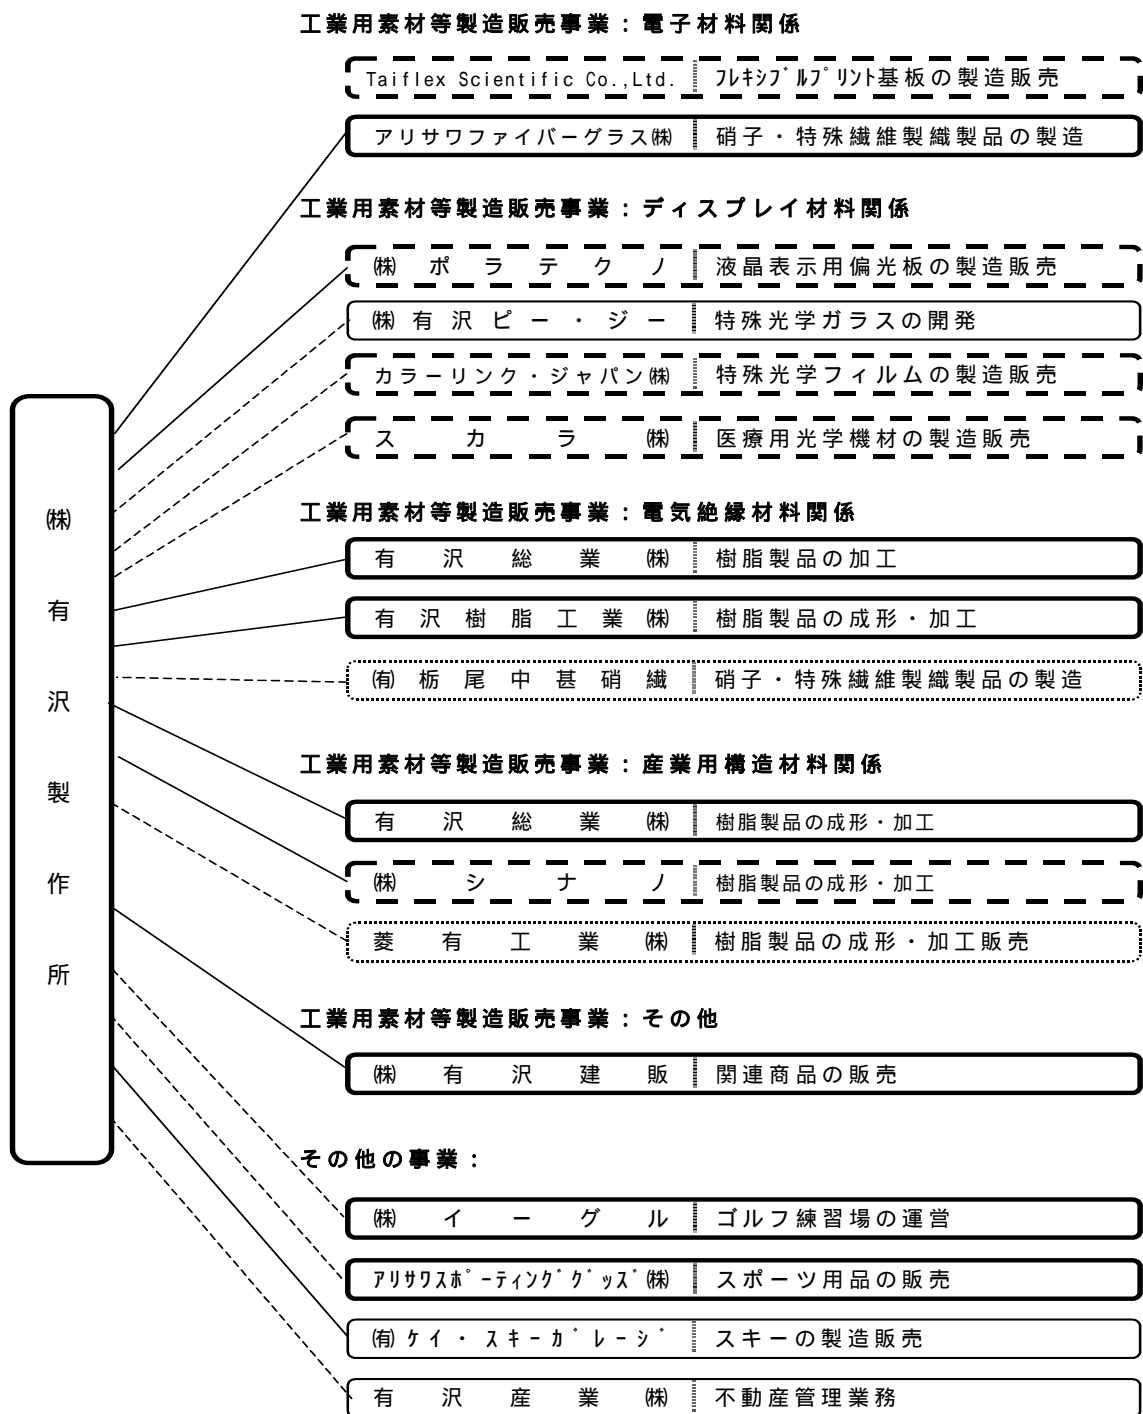 工業用素材等製造販売事業：電子材料関係
Taiflex Scientific Co.,Ltd. ﾌﾚｷｼﾌﾞﾙﾌﾟﾘﾝﾄ基板の製造販売
アリサワファイバーグラス㈱ 硝子・特殊繊維製織製品の製造
工業用素材等製造販売事業：ディスプレイ材料関係
㈱ポラテクノ 液晶表示用偏光板の製造販売
㈱有沢ピー・ジー 特殊光学ガラスの開発
カラーリンク・ジャパン㈱ 特殊光学フィルムの製造販売
スカラ㈱ 医療用光学機材の製造販売
㈱有沢製作所
工業用素材等製造販売事業：電気絶縁材料関係
有沢総業㈱ 樹脂製品の加工
有沢樹脂工業㈱ 樹脂製品の成形・加工
㈲栃尾中甚硝繊 硝子・特殊繊維製織製品の製造
工業用素材等製造販売事業：産業用構造材料関係
有沢総業㈱ 樹脂製品の成形・加工
㈱シナノ 樹脂製品の成形・加工
菱有工業㈱ 樹脂製品の成形・加工販売
工業用素材等製造販売事業：その他
㈱有沢建販 関連商品の販売
その他の事業：
㈱イーグル ゴルフ練習場の運営
ｱﾘｻﾜｽﾎﾟｰﾃｨﾝｸﾞｸﾞｯｽﾞ㈱ スポーツ用品の販売
㈲ｹｲ・ｽｷｰｶﾞﾚｰｼﾞ スキーの製造販売
有沢産業㈱ 不動産管理業務